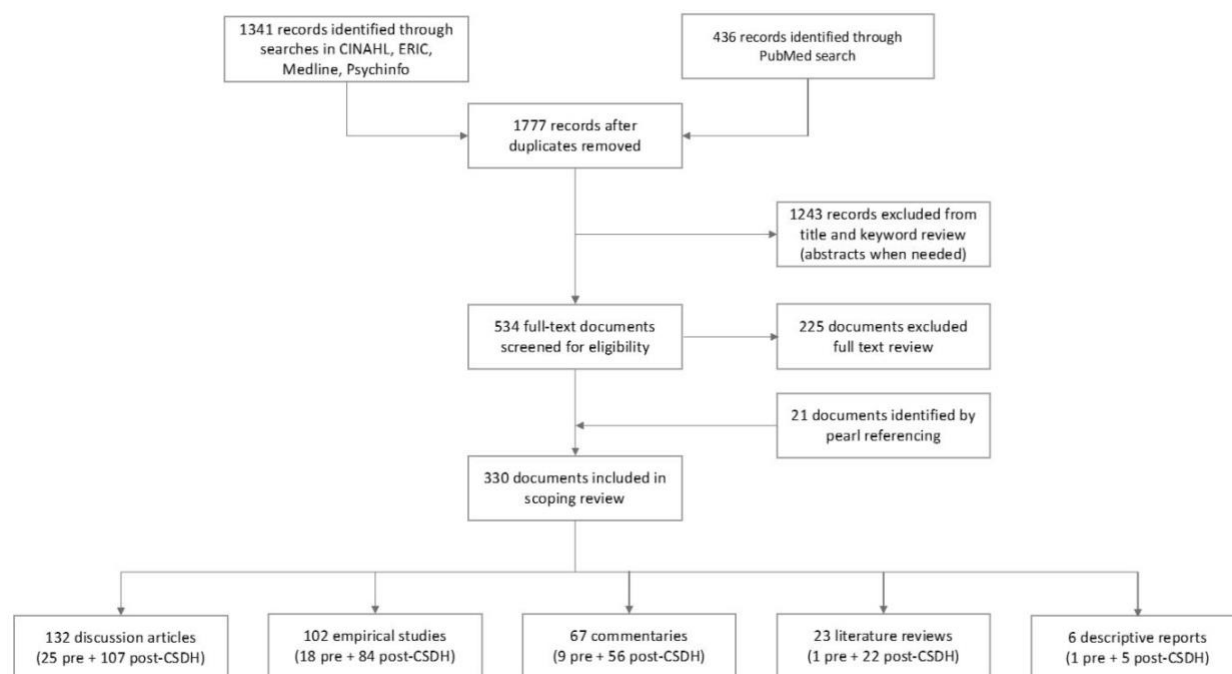 1341 records identified through
searches in CINAHL, ERIC,
Medline, Psychinfo
436 records identified through
PubMed search
1777 records after
duplicates removed
1243 records excluded from
title and keyword review
(abstracts when needed)
534 full-text documents
screened for eligibility
225 documents excluded
full text review
21 documents identified by
pearl referencing
330 documents included in
scoping review
132 discussion articles
(25 pre + 107 post-CSDH)
102 empirical studies
(18 pre + 84 post-CSDH)
67 commentaries
(9 pre + 56 post-CSDH)
23 literature reviews
(1 pre + 22 post-CSDH)
6 descriptive reports
(1 pre + 5 post-CSDH)